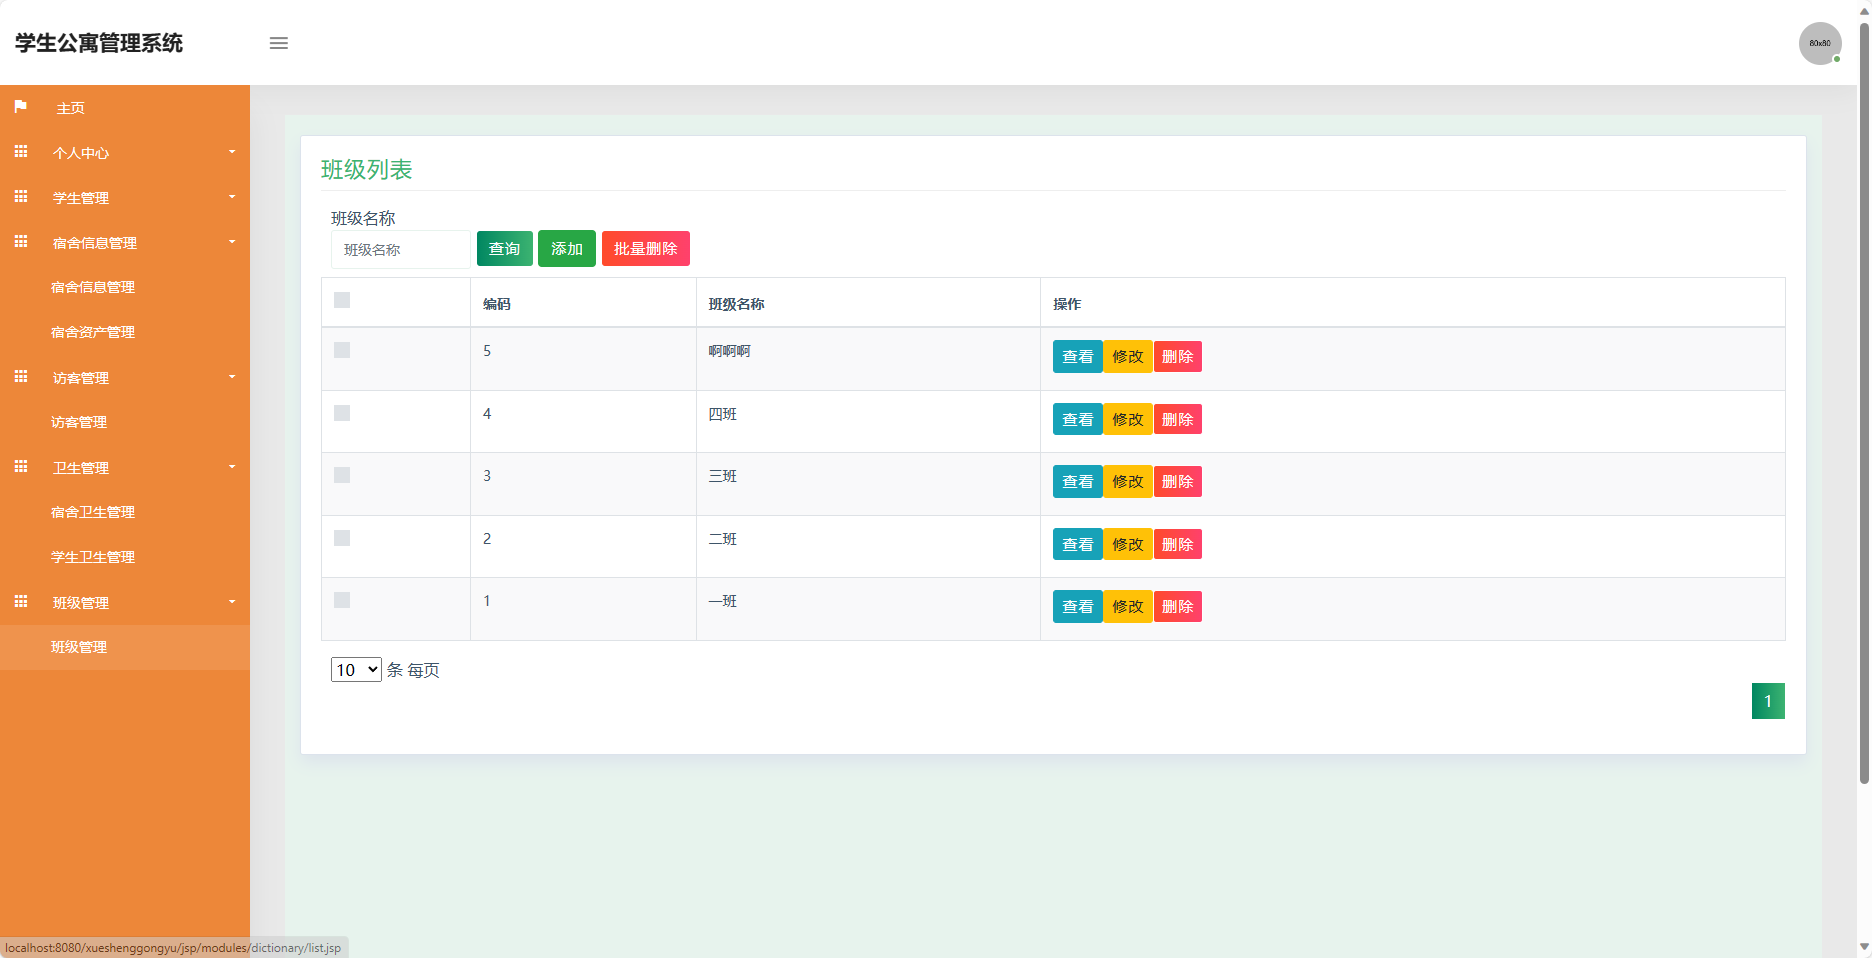 学生公寓管理系统
60x60
主页
个人中心
学生管理
宿舍信息管理
宿舍信息管理
宿舍资产管理
访客管理
访客管理
卫生管理
宿舍卫生管理
学生卫生管理
班级管理
班级管理
班级列表
班级名称
班级名称 查询 添加 批量删除
编码 班级名称 操作
5 啊啊啊 查看 修改 删除
4 四班 查看 修改 删除
3 三班 查看 修改 删除
2 二班 查看 修改 删除
1 一班 查看 修改 删除
10 条 每页
1
localhost:8080/xueshenggongyu/jsp/modules/dictionary/list.jsp